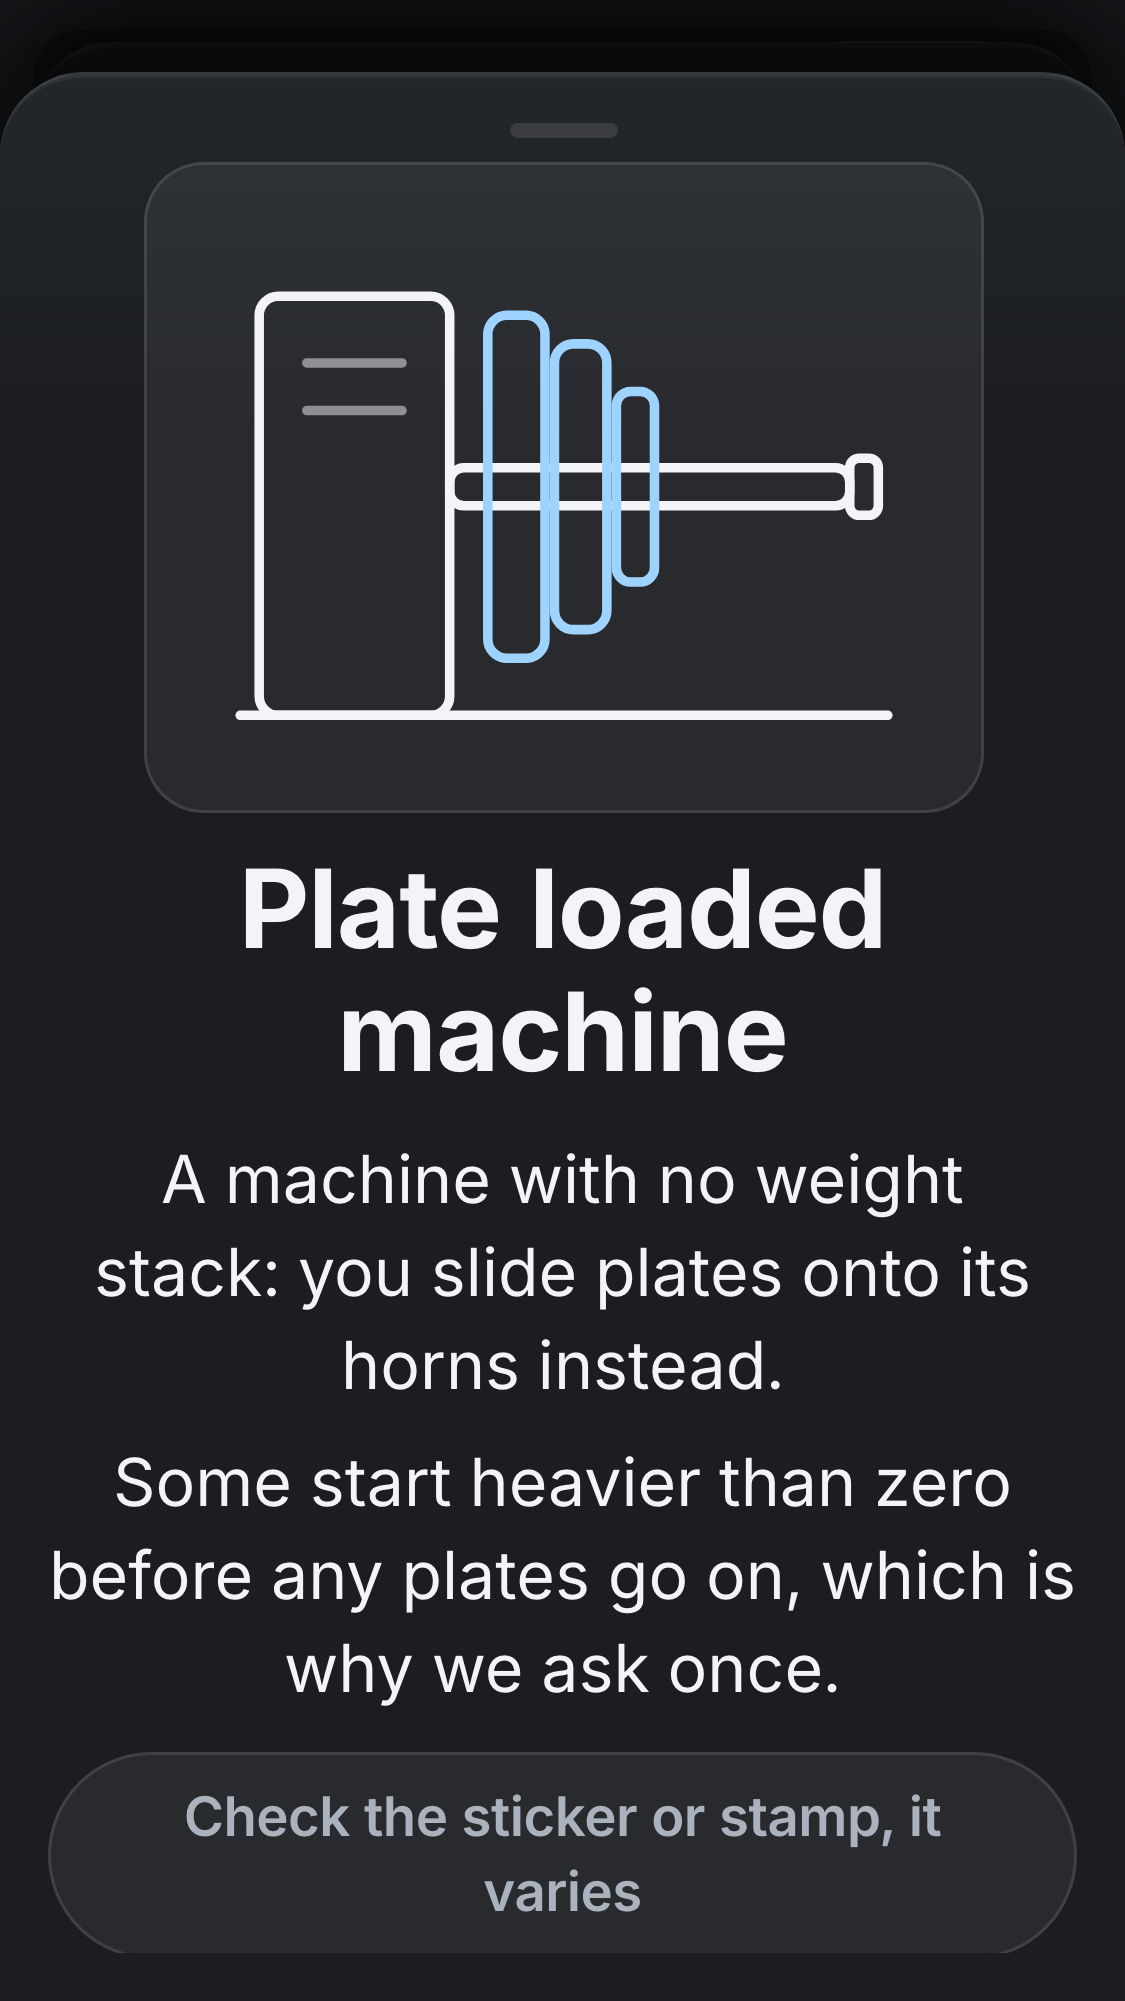 Plate loaded
machine
A machine with no weight
stack: you slide plates onto its
horns instead.
Some start heavier than zero
before any plates go on, which is
why we ask once.
Check the sticker or stamp, it
varies